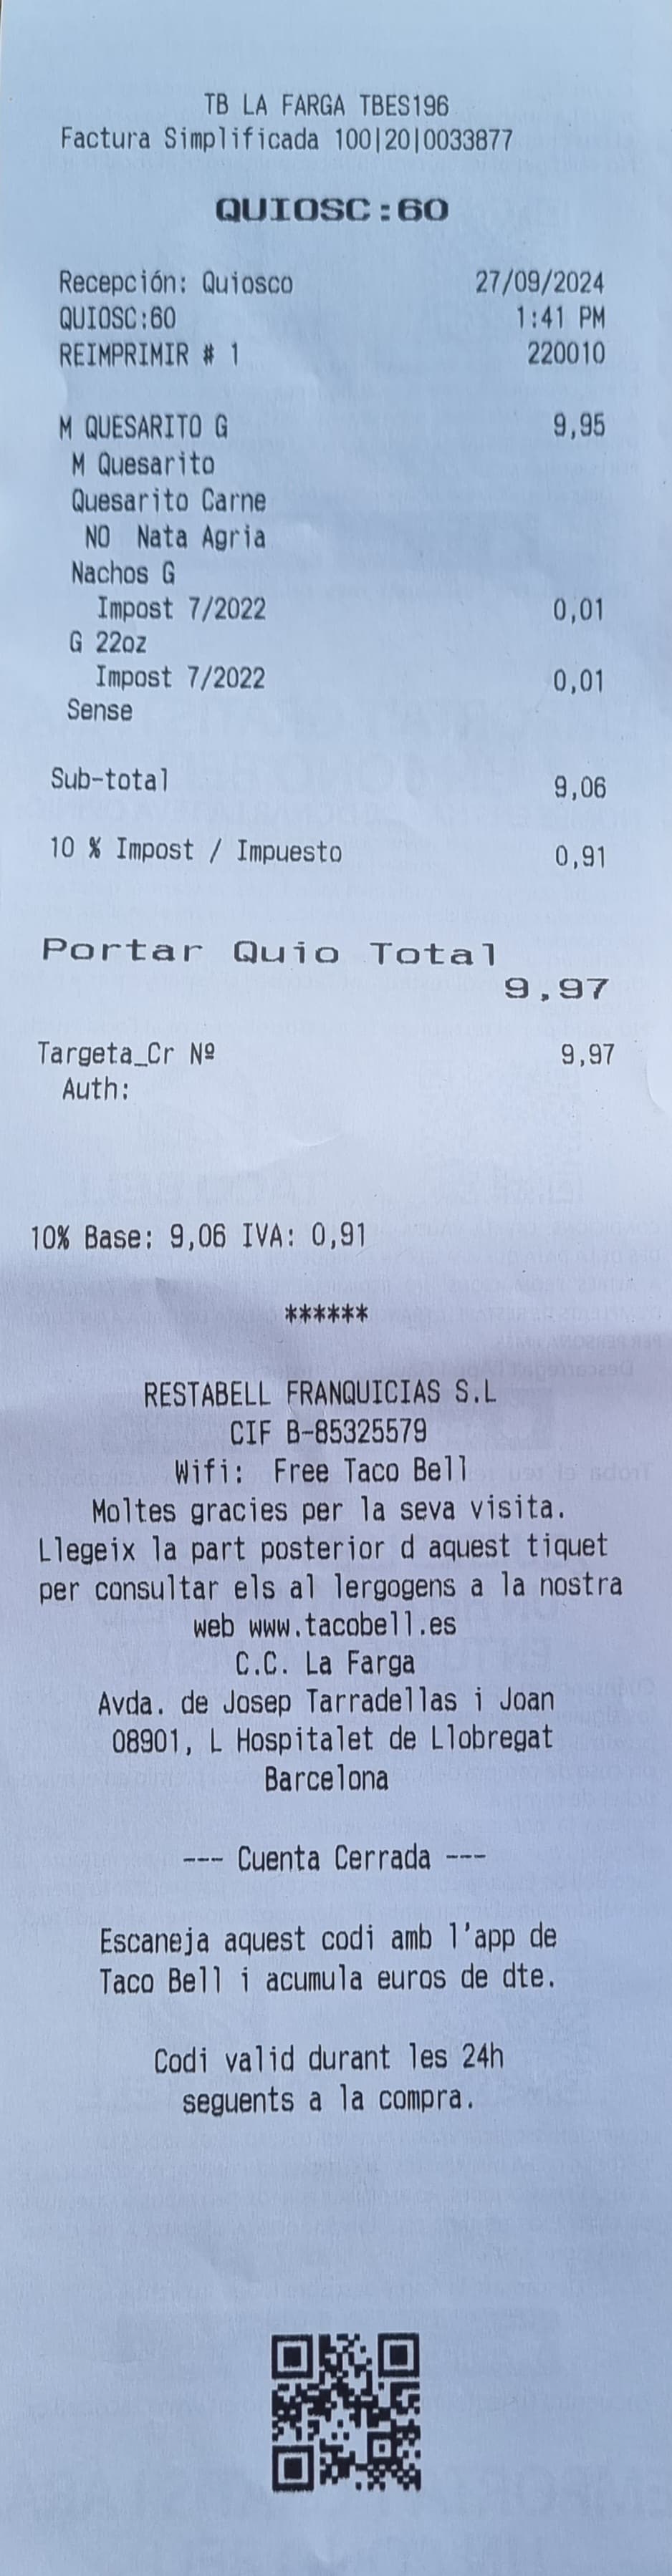 TB LA FARGA TBES196
Factura Simplificada 100|20|0033877
QUIOSC:60
Recepción: Quiosco 27/09/2024
QUIOSC:60 1:41 PM
REIMPRIMIR # 1 220010
M QUESARITO G 9,95
M Quesarito
Quesarito Carne
NO Nata Agria
Nachos G
Impost 7/2022 0,01
G 22oz
Impost 7/2022 0,01
Sense
Sub-total 9,06
10 % Impost / Impuesto 0,91
Portar Quio Total
9,97
Targeta_Cr Nº 9,97
Auth:
10% Base: 9,06 IVA: 0,91
******
RESTABELL FRANQUICIAS S.L
CIF B-85325579
Wifi: Free Taco Bell
Moltes gracies per la seva visita.
Llegeix la part posterior d aquest tiquet
per consultar els al lergogens a la nostra
web www.tacobell.es
C.C. La Farga
Avda. de Josep Tarradellas i Joan
08901, L Hospitalet de Llobregat
Barcelona
--- Cuenta Cerrada ---
Escaneja aquest codi amb l'app de
Taco Bell i acumula euros de dte.
Codi valid durant les 24h
seguents a la compra.